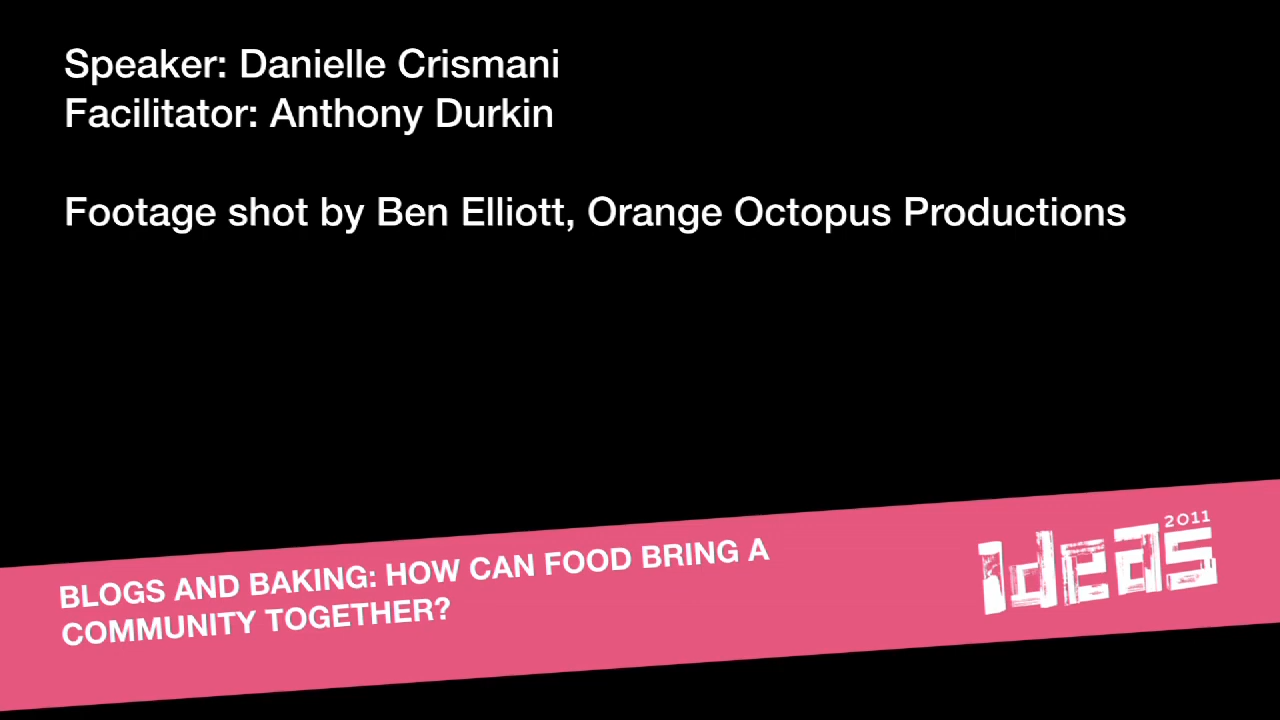 Speaker: Danielle Crismani
Facilitator: Anthony Durkin
Footage shot by Ben Elliott, Orange Octopus Productions
BLOGS AND BAKING: HOW CAN FOOD BRING A
COMMUNITY TOGETHER?
2011
Ideas